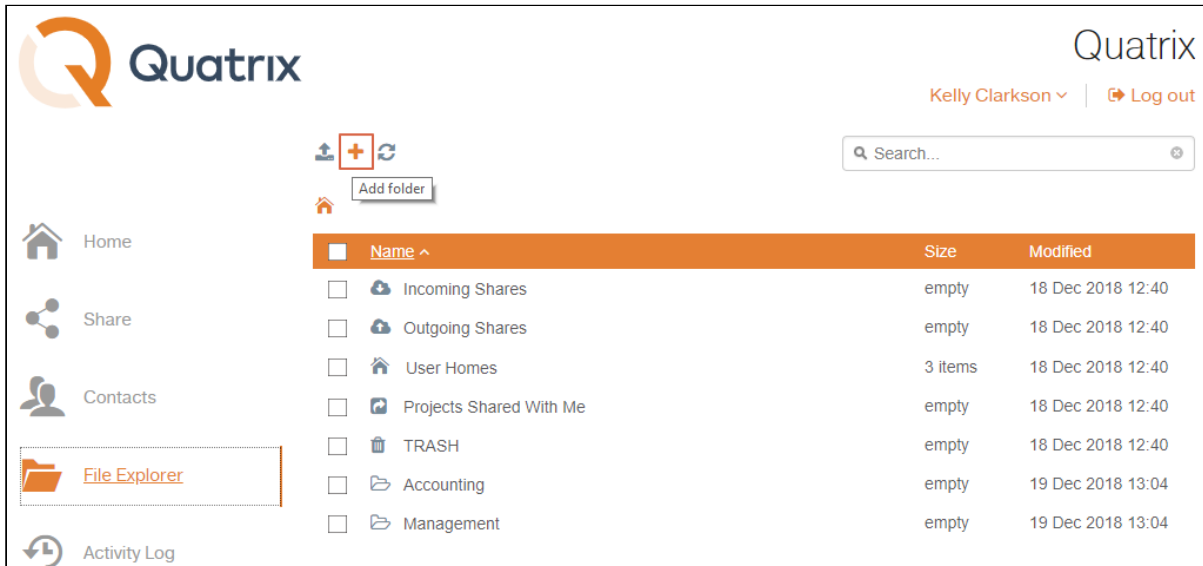 Quatrix
Quatrix
Kelly Clarkson
Log out
Search...
Add folder
Home
Share
Contacts
File Explorer
Activity Log
Name Size Modified
Incoming Shares empty 18 Dec 2018 12:40
Outgoing Shares empty 18 Dec 2018 12:40
User Homes 3 items 18 Dec 2018 12:40
Projects Shared With Me empty 18 Dec 2018 12:40
TRASH empty 18 Dec 2018 12:40
Accounting empty 19 Dec 2018 13:04
Management empty 19 Dec 2018 13:04